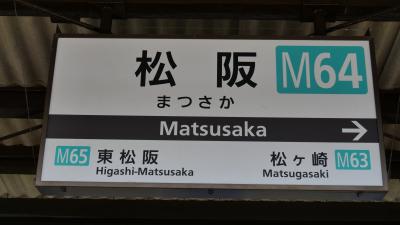 松阪 M64
まつさか
Matsusaka →
M65 東松阪 松ヶ崎 M63
Higashi-Matsusaka Matsugasaki